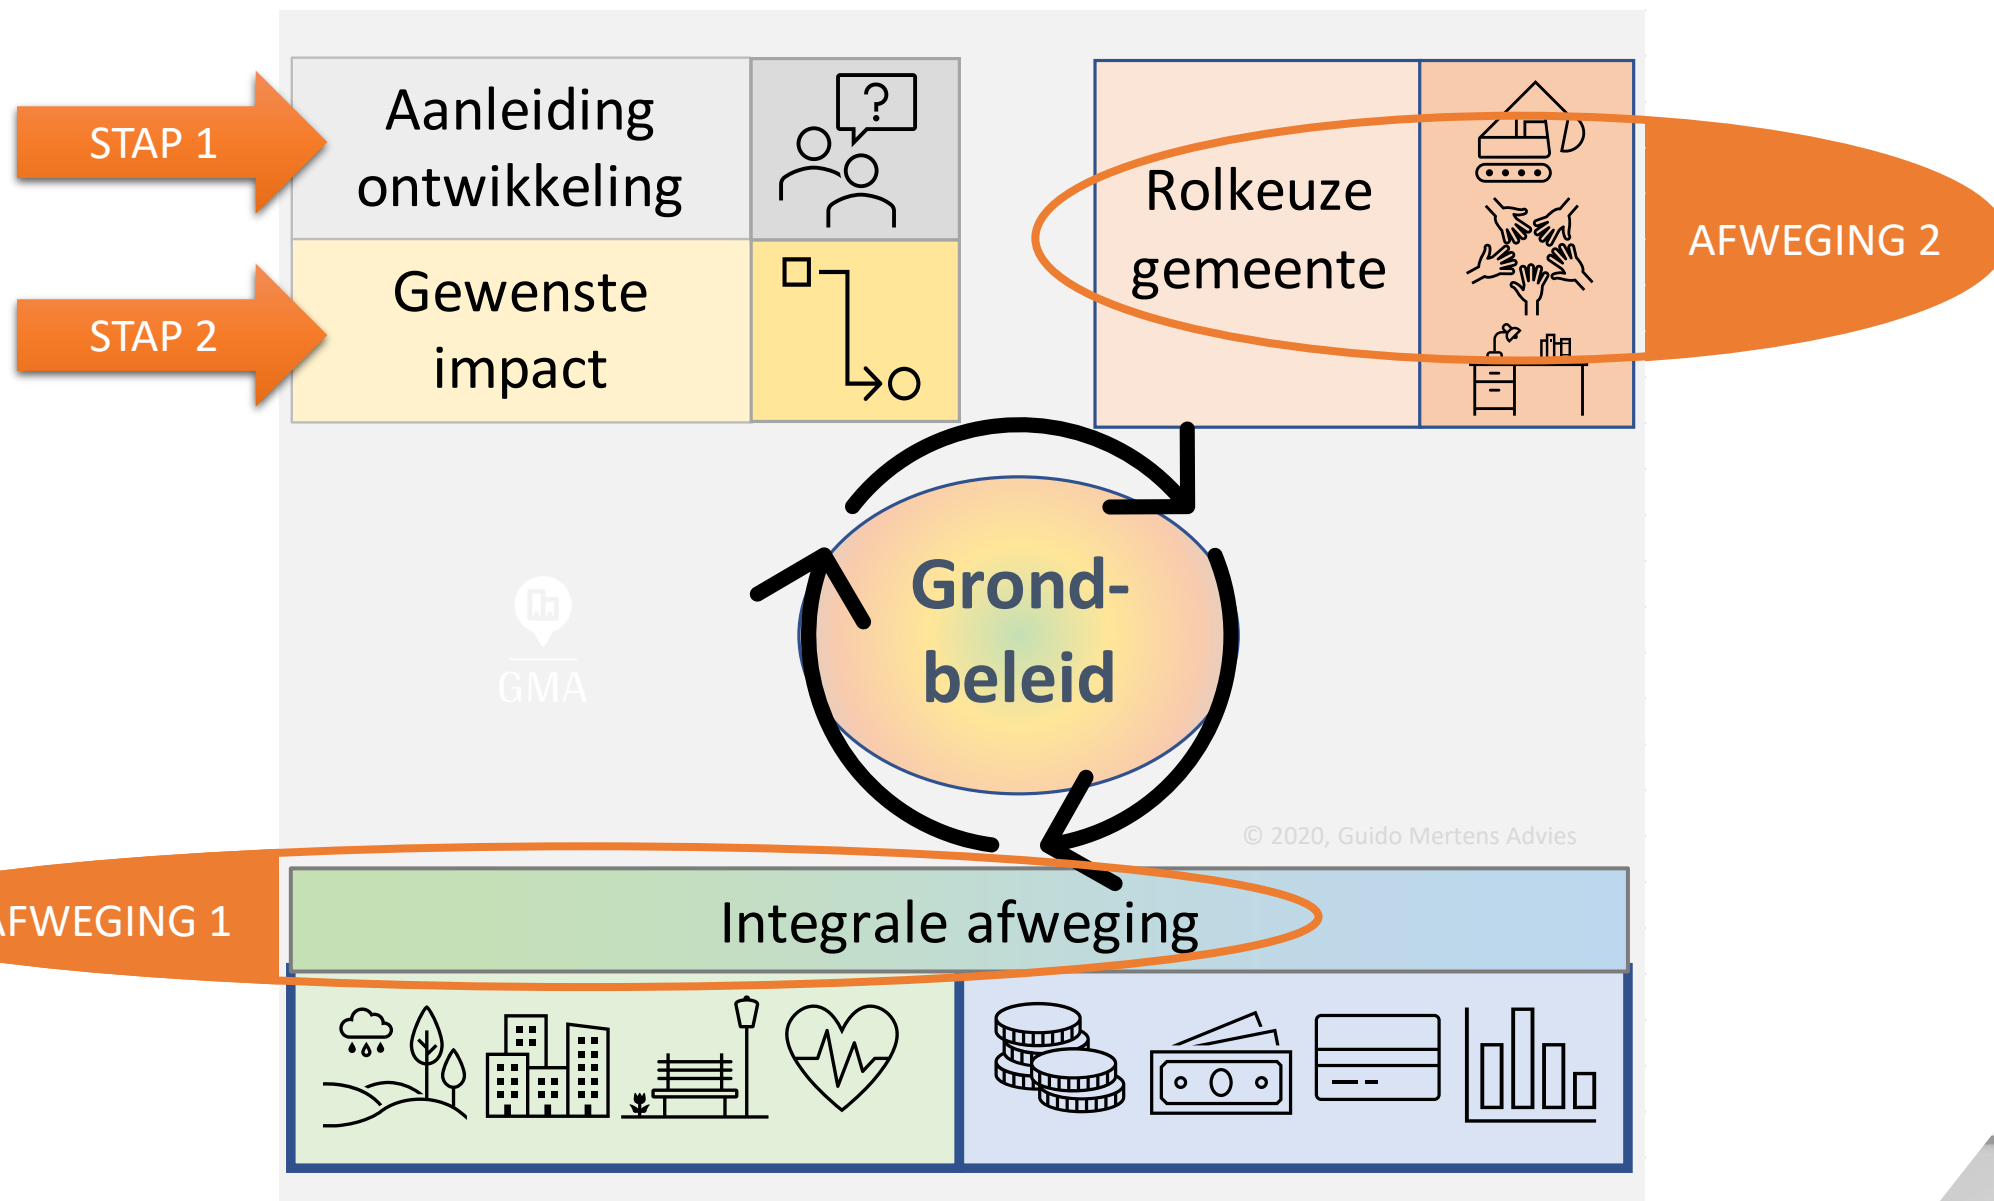 STAP 1
Aanleiding
ontwikkeling
?
STAP 2
Gewenste
impact
Rolkeuze
gemeente
AFWEGING 2
Grond-
beleid
GMA
© 2020, Guido Mertens Advies
AFWEGING 1
Integrale afweging